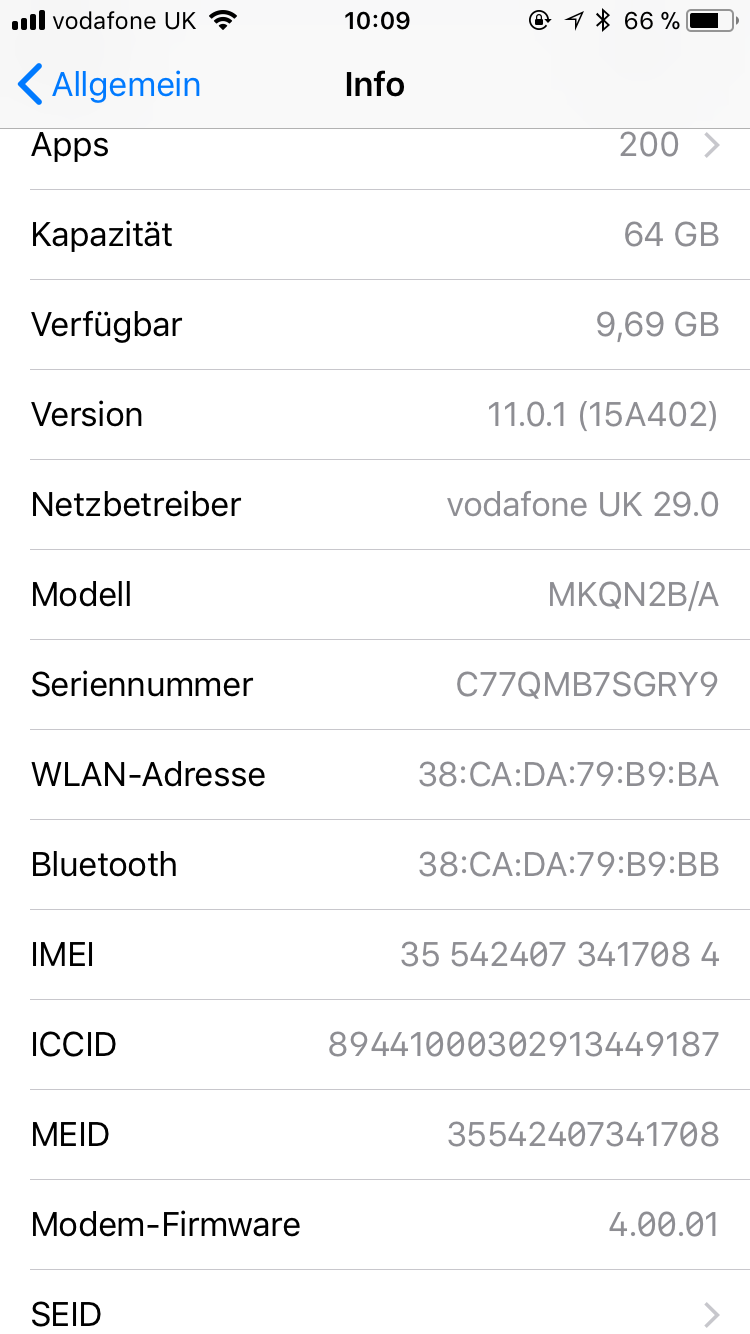 vodafone UK 10:09 66 %
Allgemein Info
Apps 200
Kapazität 64 GB
Verfügbar 9,69 GB
Version 11.0.1 (15A402)
Netzbetreiber vodafone UK 29.0
Modell MKQN2B/A
Seriennummer C77QMB7SGRY9
WLAN-Adresse 38:CA:DA:79:B9:BA
Bluetooth 38:CA:DA:79:B9:BB
IMEI 35 542407 341708 4
ICCID 89441000302913449187
MEID 35542407341708
Modem-Firmware 4.00.01
SEID